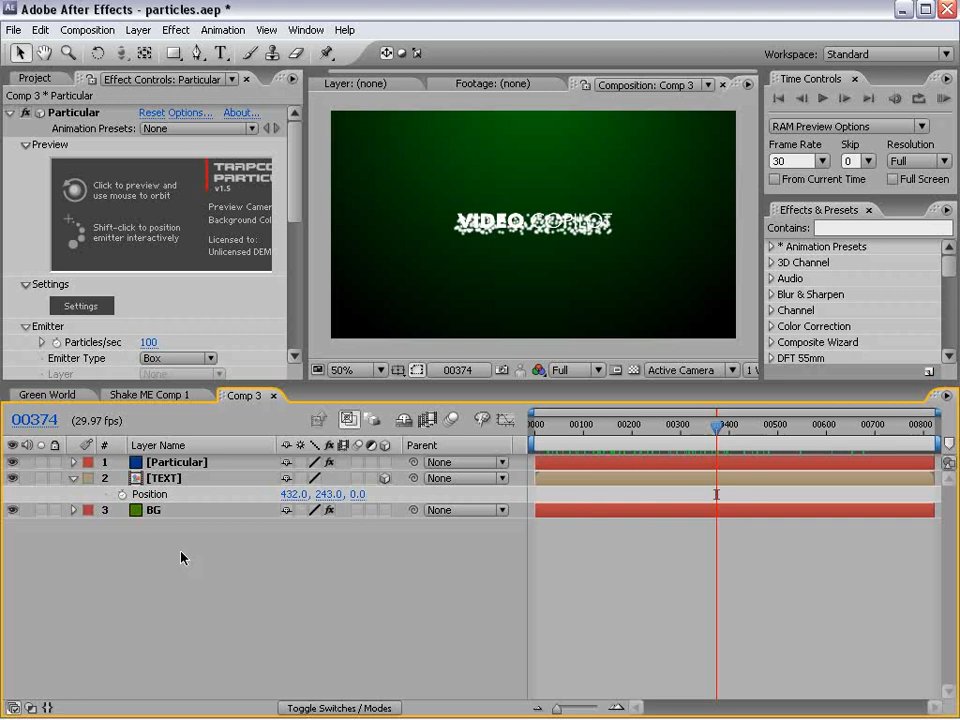 Adobe After Effects - particles.aep *
File Edit Composition Layer Effect Animation View Window Help
Workspace: Standard
Project Effect Controls: Particular
Layer: (none) Footage: (none) Composition: Comp 3
Time Controls
Comp 3 * Particular
Particular Reset Options... About...
Animation Presets: None
Preview
Click to preview and
use mouse to orbit
Shift-click to position
emitter interactively
v1.5
Preview Camer
Background Col
Licensed to:
Unlicensed DEM
Settings
Settings
Emitter
Particles/sec 100
Emitter Type Box
Layer None
VIDEO COPILOT
50% 00374 Full Active Camera 1
RAM Preview Options
Frame Rate Skip Resolution
30 0 Full
From Current Time Full Screen
Effects & Presets
Contains:
* Animation Presets
3D Channel
Audio
Blur & Sharpen
Channel
Color Correction
Composite Wizard
DFT 55mm
Green World Shake ME Comp 1 Comp 3
00374 (29.97 fps)
0000 00100 00200 00300 0400 00500 00600 00700 00800
# Layer Name Parent
1 [Particular] None
2 [TEXT] None
Position 432.0, 243.0, 0.0
3 BG None
Toggle Switches / Modes